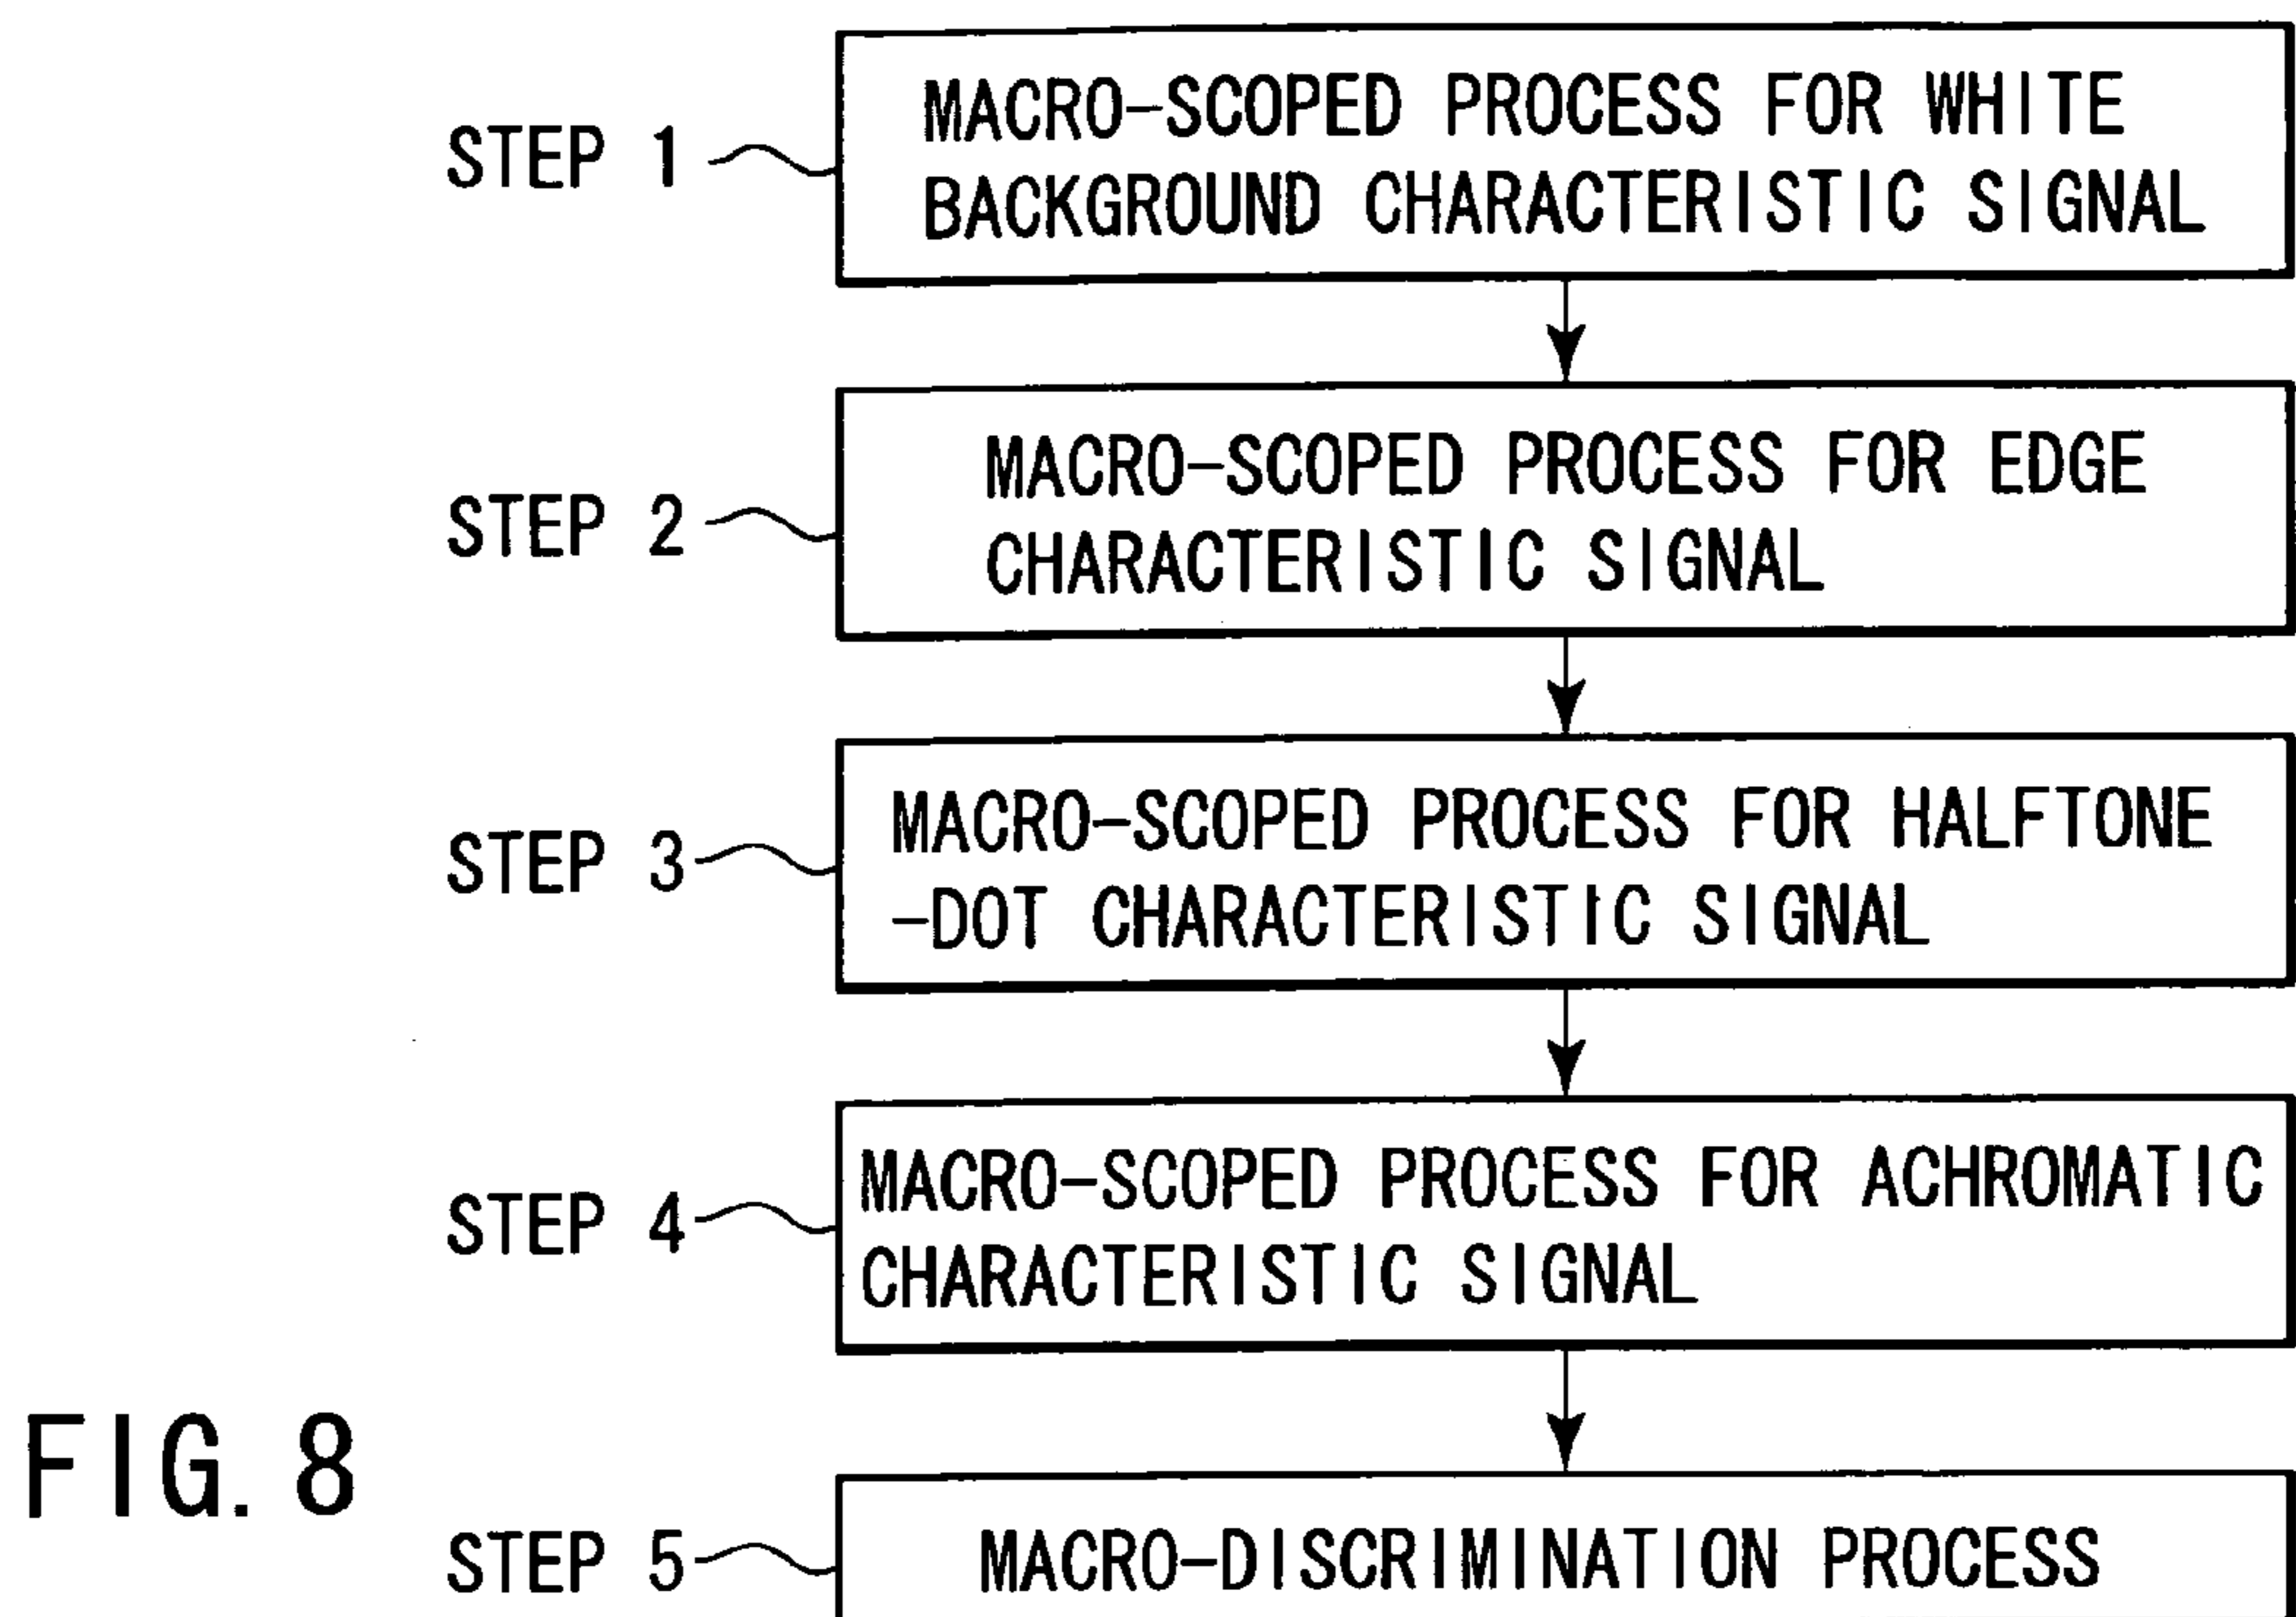 STEP 1
MACRO-SCOPED PROCESS FOR WHITE
BACKGROUND CHARACTERISTIC SIGNAL
STEP 2
MACRO-SCOPED PROCESS FOR EDGE
CHARACTERISTIC SIGNAL
STEP 3
MACRO-SCOPED PROCESS FOR HALFTONE
-DOT CHARACTERISTIC SIGNAL
STEP 4
MACRO-SCOPED PROCESS FOR ACHROMATIC
CHARACTERISTIC SIGNAL
STEP 5
MACRO-DISCRIMINATION PROCESS
FIG. 8